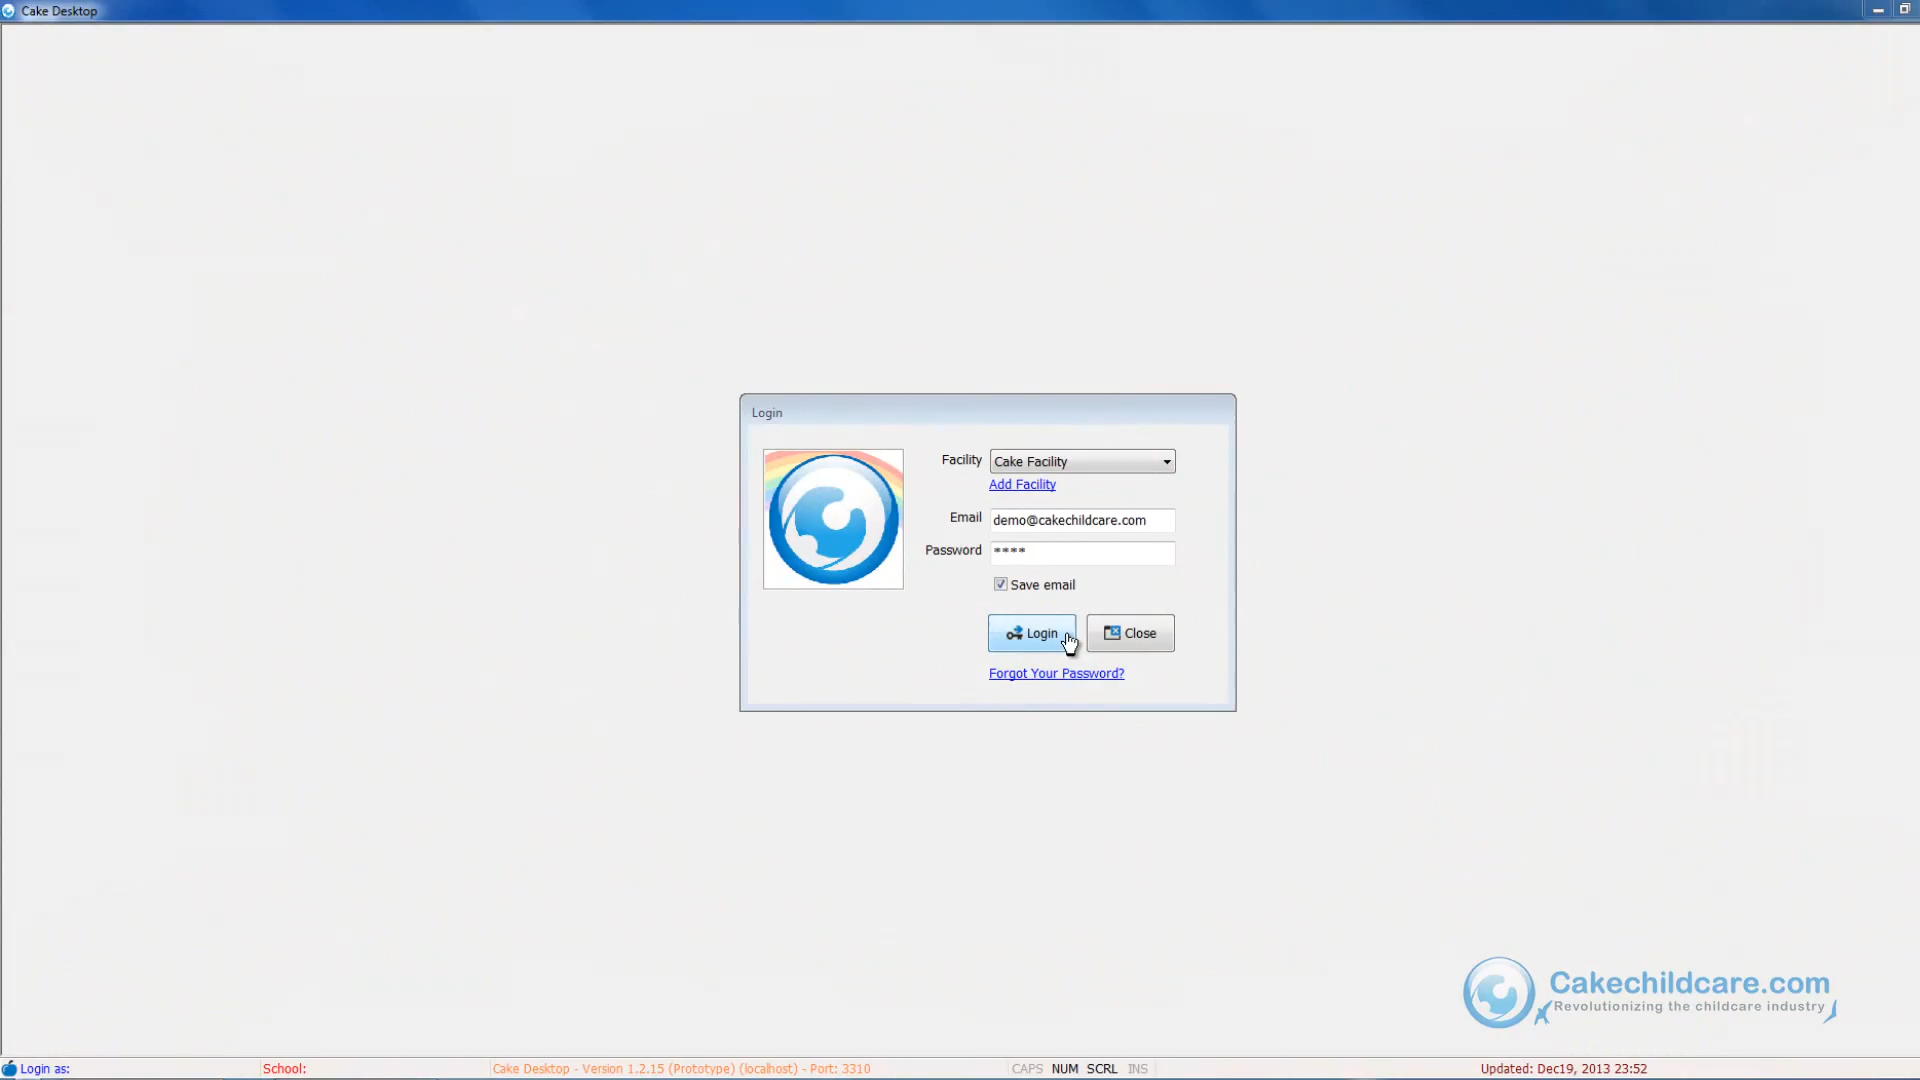 Cake Desktop
Login
Facility
Cake Facility
Add Facility
Email
demo@cakechildcare.com
Password
****
Save email
Login
Close
Forgot Your Password?
Cakechildcare.com
Revolutionizing the childcare industry
Login as:
School:
Cake Desktop - Version 1.2.15 (Prototype) (localhost) - Port: 3310
CAPS NUM SCRL INS
Updated: Dec19, 2013 23:52